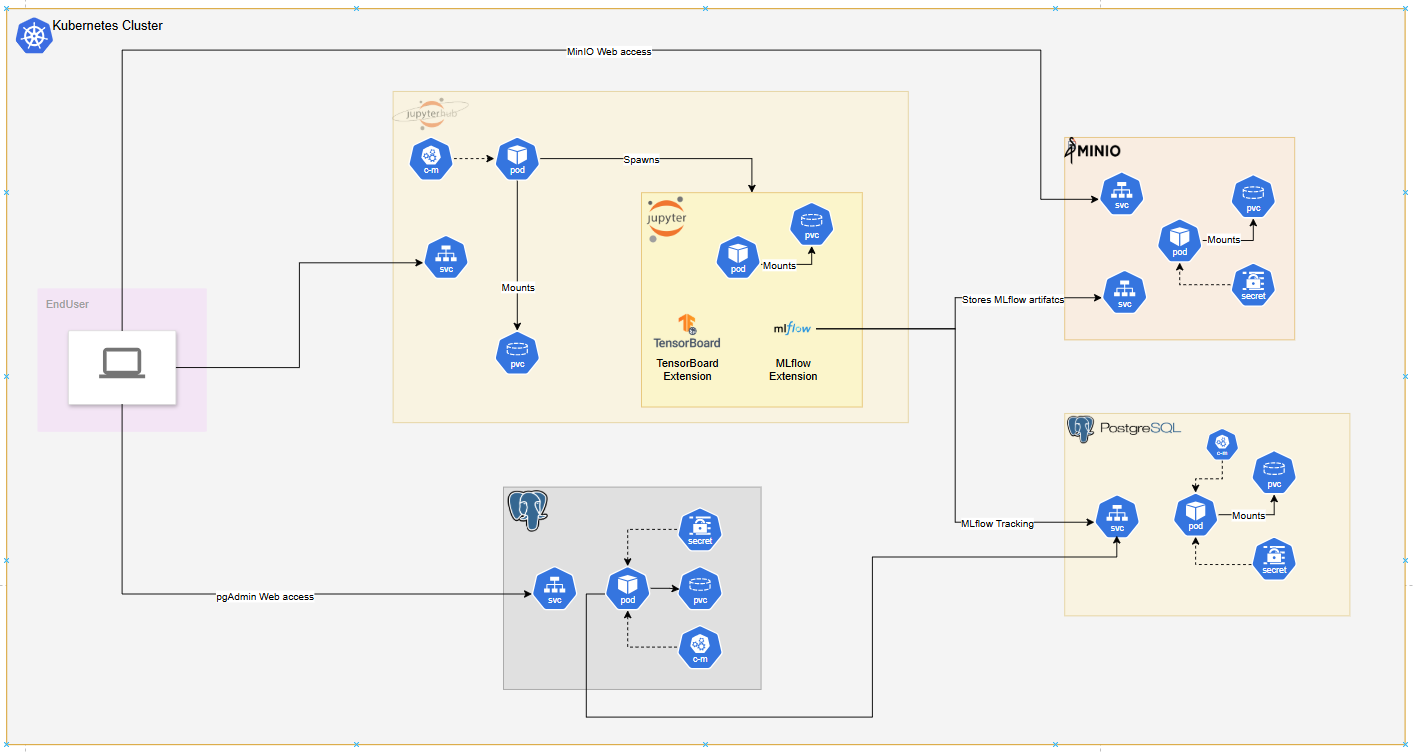 Kubernetes Cluster
MinIO Web access
jupyterhub
c-m
pod
Spawns
MINIO
svc
pvc
jupyter
pvc
pod
Mounts
pod
Mounts
svc
secret
svc
Mounts
EndUser
svc
Stores MLflow artifatcs
mlflow
TensorBoard
TensorBoard
Extension
MLflow
Extension
pvc
PostgreSQL
c-m
pvc
svc
pod
Mounts
MLflow Tracking
secret
secret
pgAdmin Web access
svc
pod
pvc
c-m